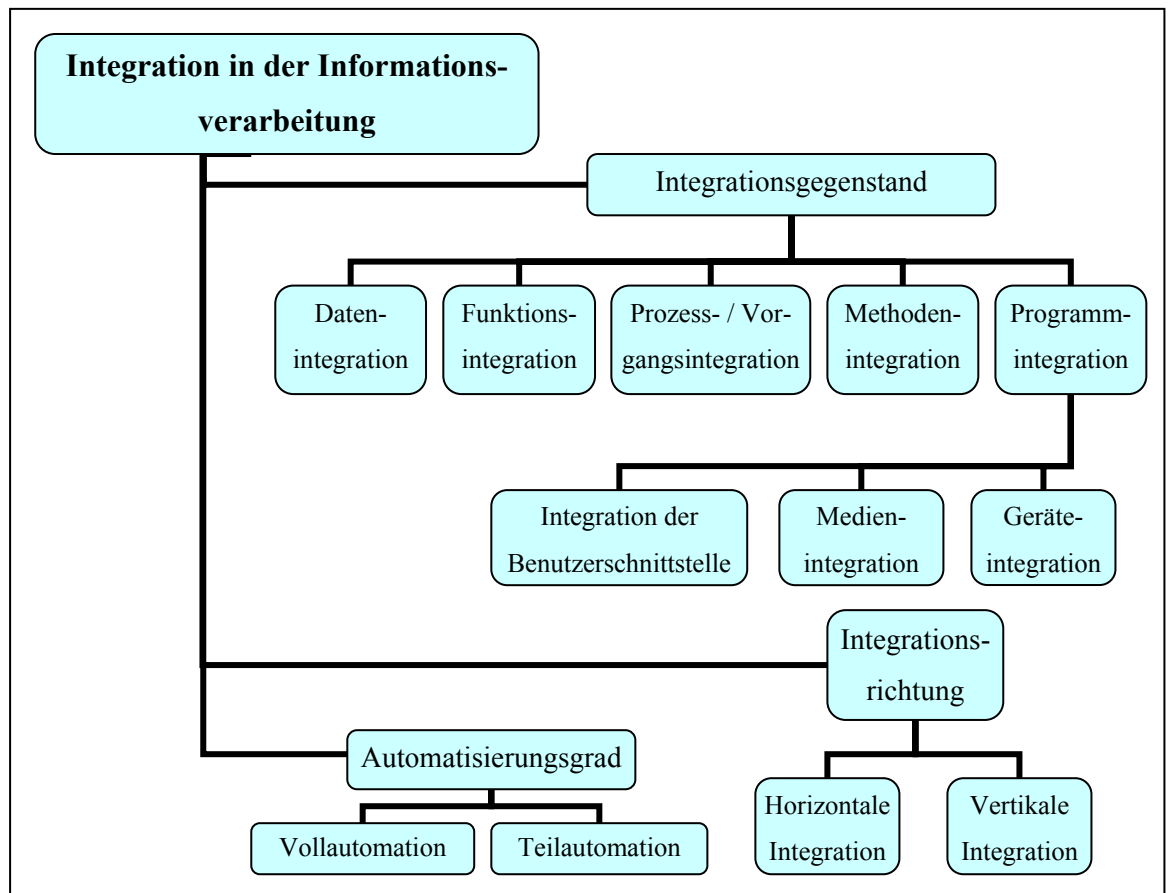 Integration in der Informations-
verarbeitung
Integrationsgegenstand
Daten-
integration
Funktions-
integration
Prozess- / Vor-
gangsintegration
Methoden-
integration
Programm-
integration
Integration der
Benutzerschnittstelle
Medien-
integration
Geräte-
integration
Integrations-
richtung
Automatisierungsgrad
Horizontale
Integration
Vertikale
Integration
Vollautomation
Teilautomation